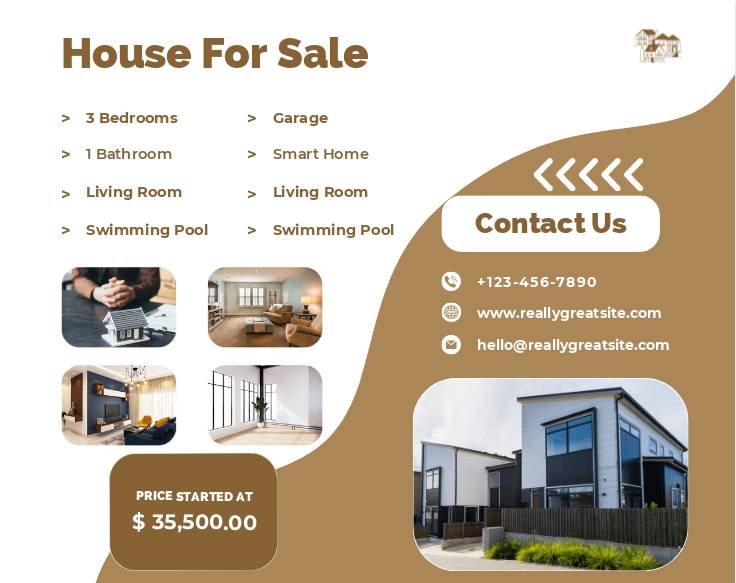 House For Sale
> 3 Bedrooms
> 1 Bathroom
> Living Room
> Swimming Pool
> Garage
> Smart Home
> Living Room
> Swimming Pool
PRICE STARTED AT
$ 35,500.00
Contact Us
+123-456-7890
www.reallygreatsite.com
hello@reallygreatsite.com